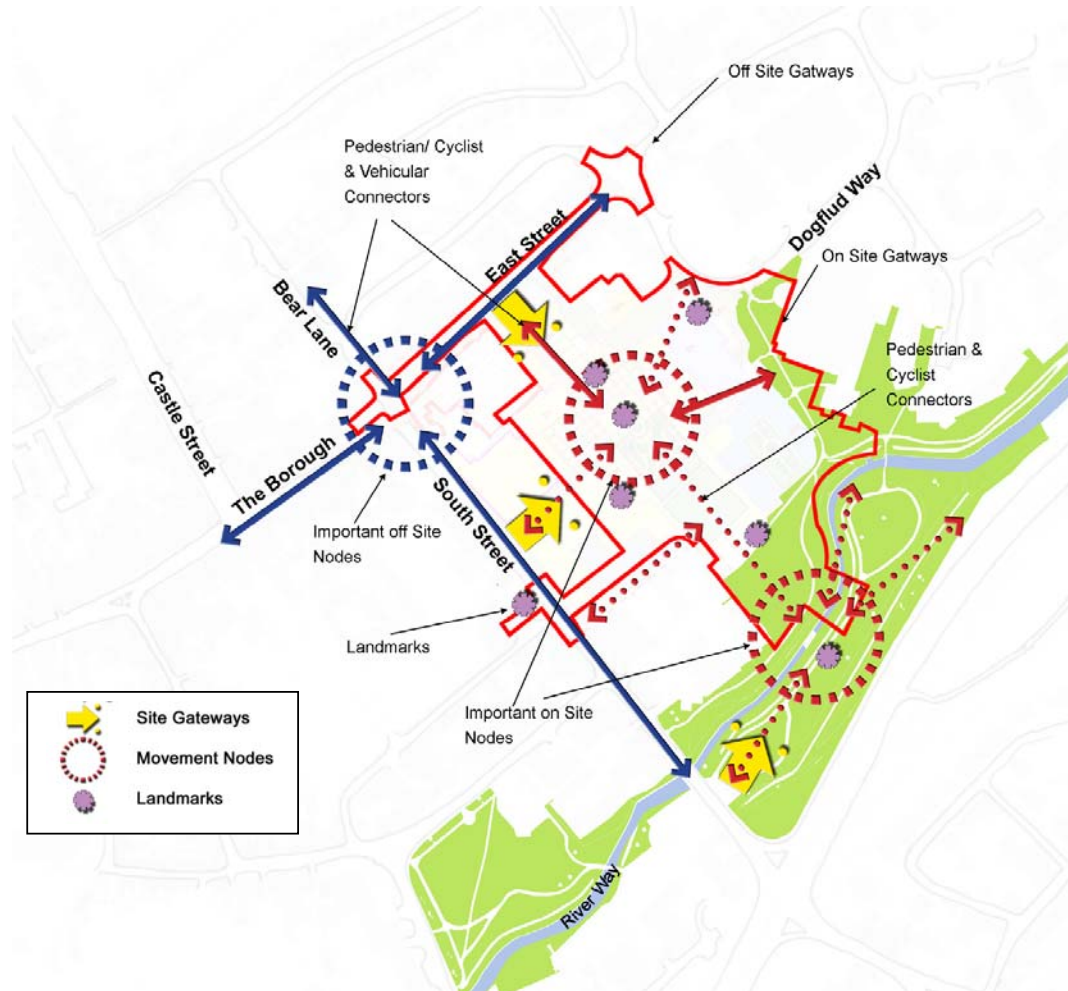 Off Site Gatways
Pedestrian/ Cyclist
& Vehicular
Connectors
Dogflud Way
East Street
On Site Gatways
Bear Lane
Pedestrian &
Cyclist
Connectors
Castle Street
The Borough
South Street
Important off Site
Nodes
Landmarks
Important on Site
Nodes
Site Gateways
Movement Nodes
Landmarks
River Way